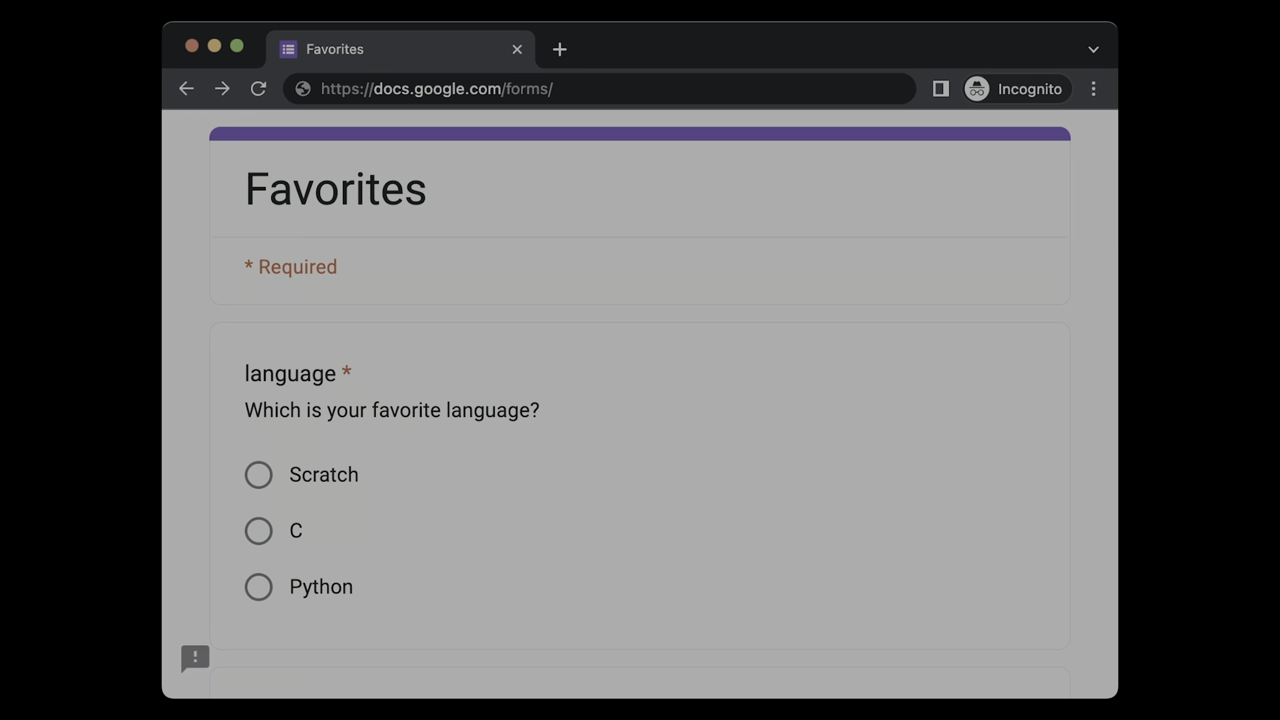 Favorites
https://docs.google.com/forms/
Incognito
Favorites
* Required
language *
Which is your favorite language?
Scratch
C
Python